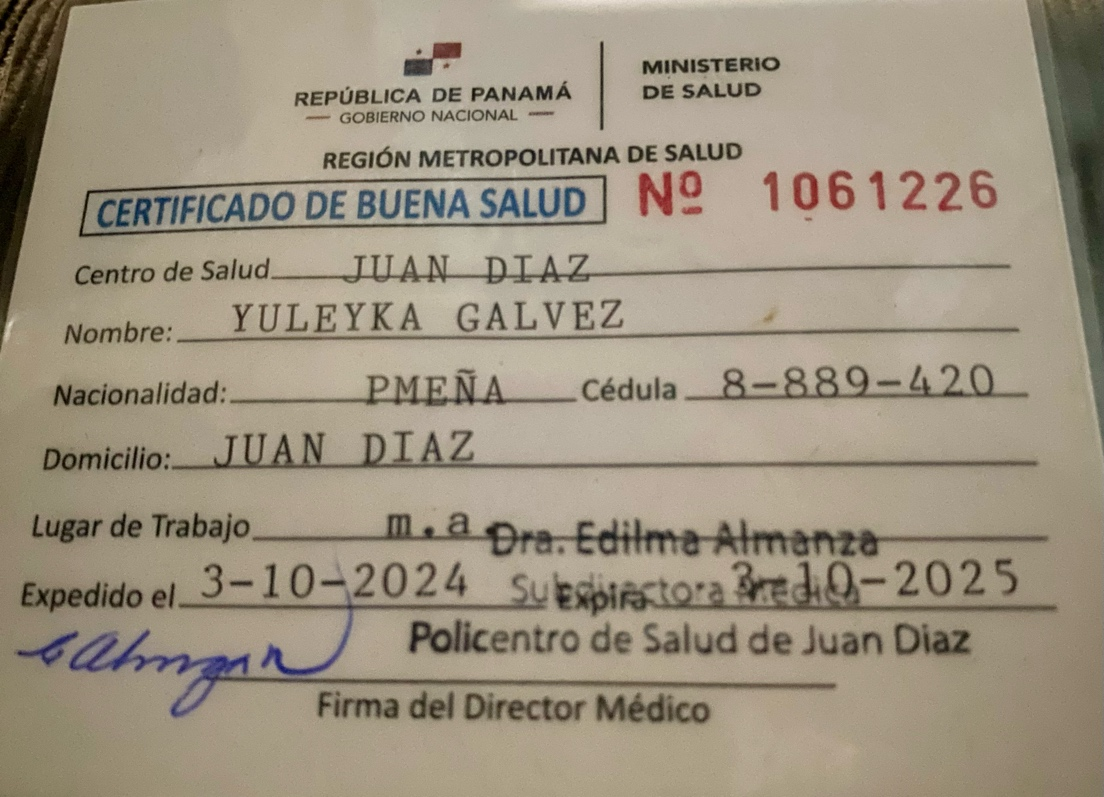 REPÚBLICA DE PANAMÁ
— GOBIERNO NACIONAL —
MINISTERIO
DE SALUD
REGIÓN METROPOLITANA DE SALUD
CERTIFICADO DE BUENA SALUD Nº 1061226
Centro de Salud JUAN DIAZ
Nombre: YULEYKA GALVEZ
Nacionalidad: PMEÑA Cédula 8-889-420
Domicilio: JUAN DIAZ
Lugar de Trabajo m.a
Dra. Edilma Almanza
Expedido el 3-10-2024 Expira 3-10-2025
Subdirectora Médica
Policentro de Salud de Juan Diaz
Firma del Director Médico